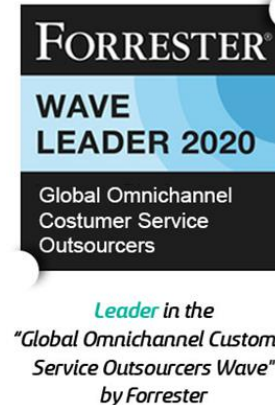 FORRESTER®
WAVE
LEADER 2020
Global Omnichannel
Costumer Service
Outsourcers
Leader in the
"Global Omnichannel Custom
Service Outsourcers Wave"
by Forrester